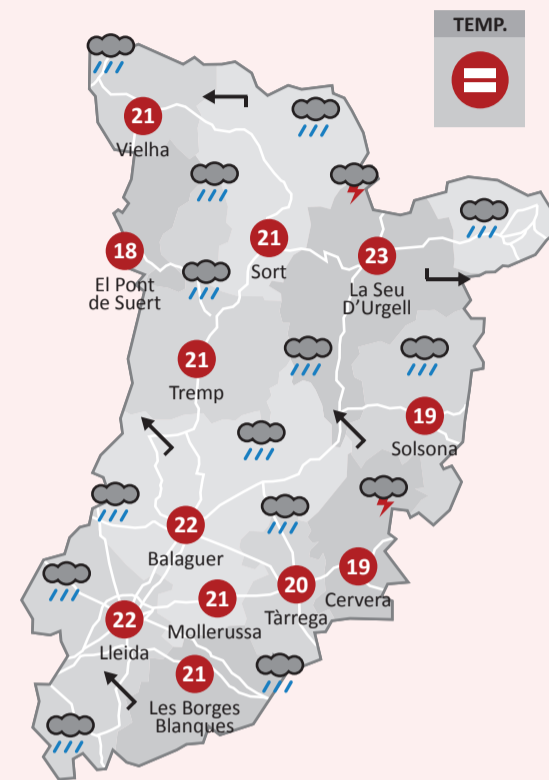 TEMP.
21
Vielha
18
El Pont
de Suert
21
Sort
23
La Seu
D'Urgell
21
Tremp
19
Solsona
22
Balaguer
19
Cervera
20
Tàrrega
21
Mollerussa
22
Lleida
21
Les Borges
Blanques